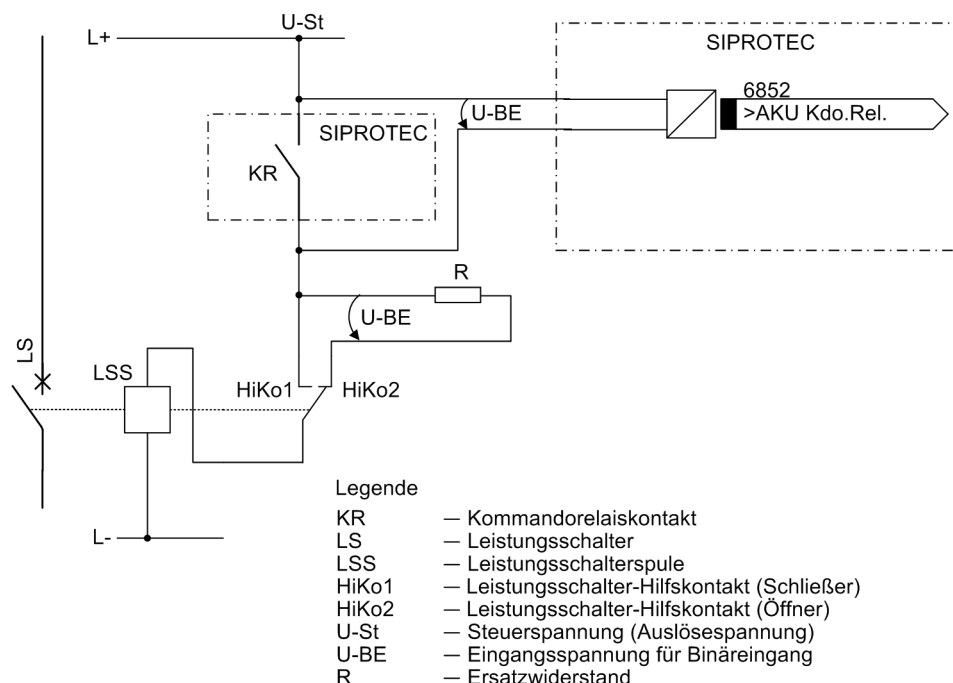 U-St
L+
SIPROTEC
6852
>AKU Kdo.Rel.
U-BE
SIPROTEC
KR
R
U-BE
LS
LSS
HiKo1
HiKo2
L-
Legende
KR — Kommandorelaiskontakt
LS — Leistungsschalter
LSS — Leistungsschalterspule
HiKo1 — Leistungsschalter-Hilfskontakt (Schließer)
HiKo2 — Leistungsschalter-Hilfskontakt (Öffner)
U-St — Steuerspannung (Auslösespannung)
U-BE — Eingangsspannung für Binäreingang
R — Ersatzwiderstand